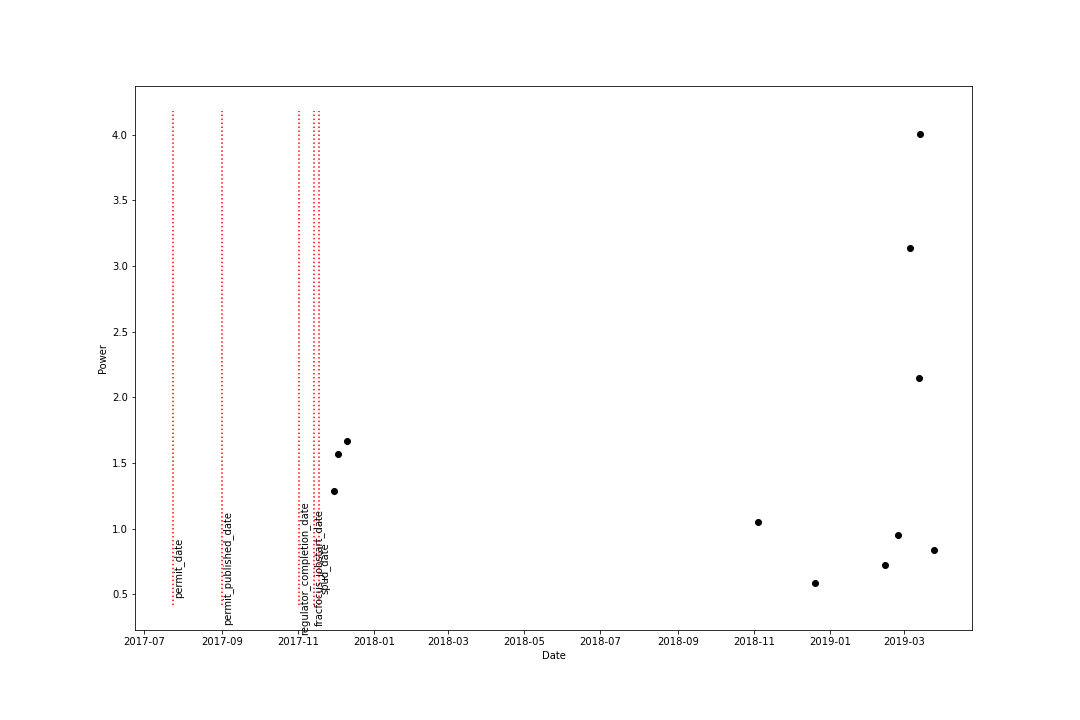 4.0
3.5
3.0
2.5
2.0
1.5
1.0
0.5
Power
permit_date
permit_published_date
regulator_completion_date
fracfocus_jobstart_date
spud_date
2017-07
2017-09
2017-11
2018-01
2018-03
2018-05
2018-07
2018-09
2018-11
2019-01
2019-03
Date